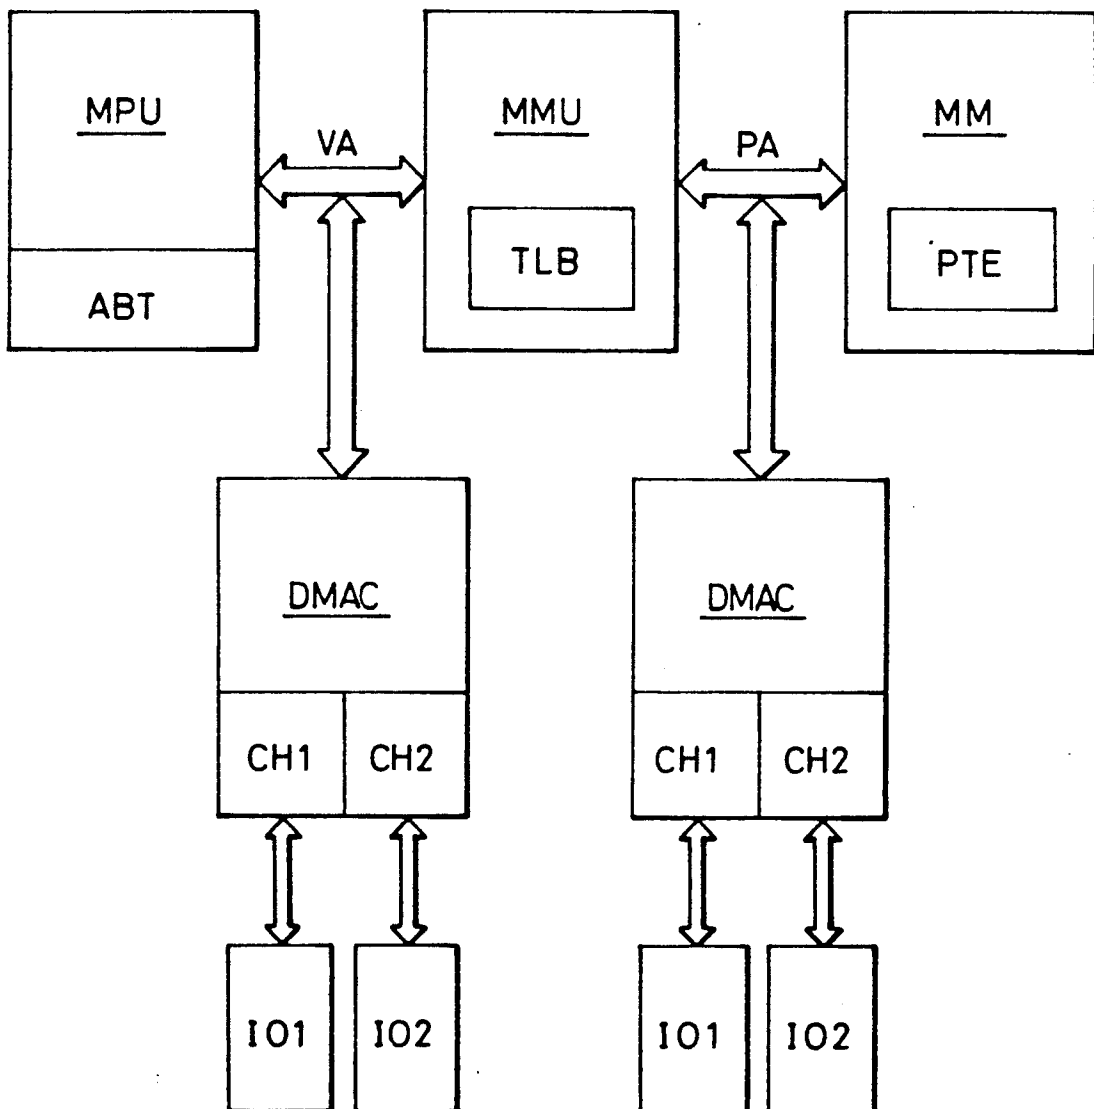 MPU
MMU
MM
VA
PA
TLB
PTE
ABT
DMAC
DMAC
CH1
CH2
CH1
CH2
IO1
IO2
IO1
IO2